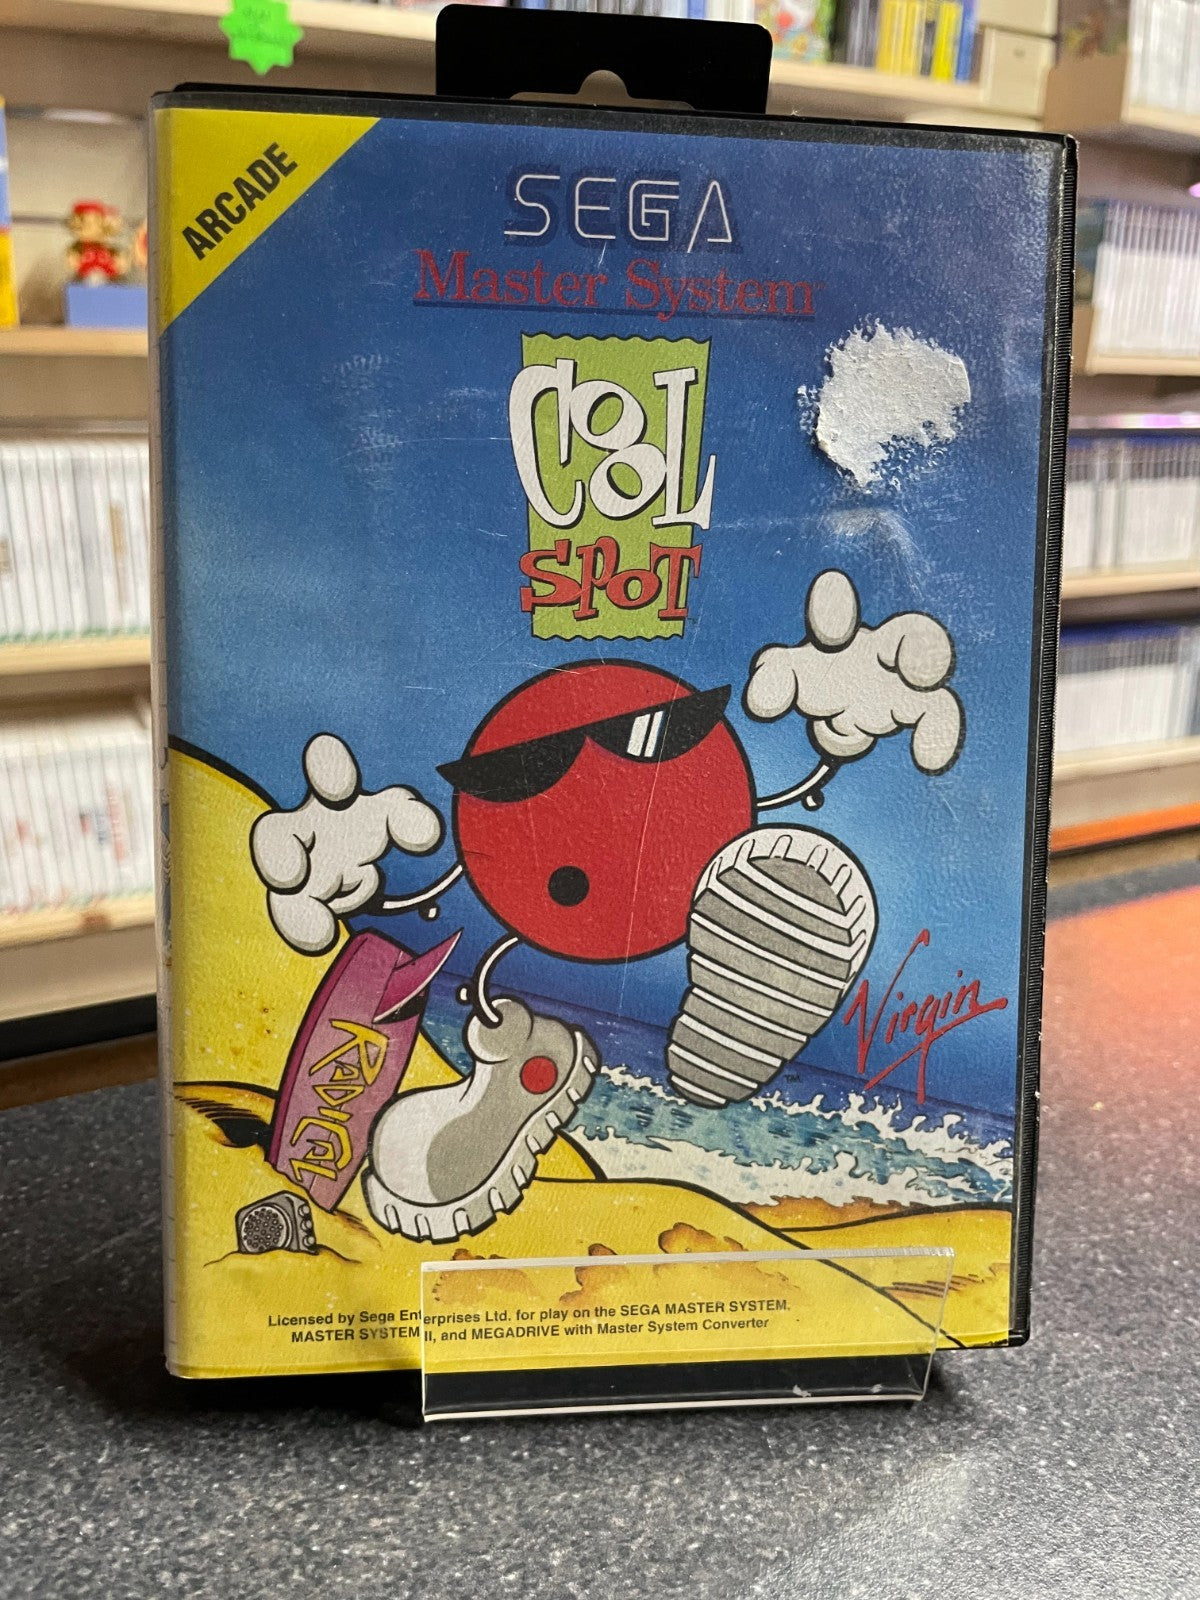 ARCADE
SEGA
Master System
COOL
SPOT
RADICAL
Virgin
TM
Licensed by Sega Enterprises Ltd. for play on the SEGA MASTER SYSTEM,
MASTER SYSTEM II, and MEGADRIVE with Master System Converter